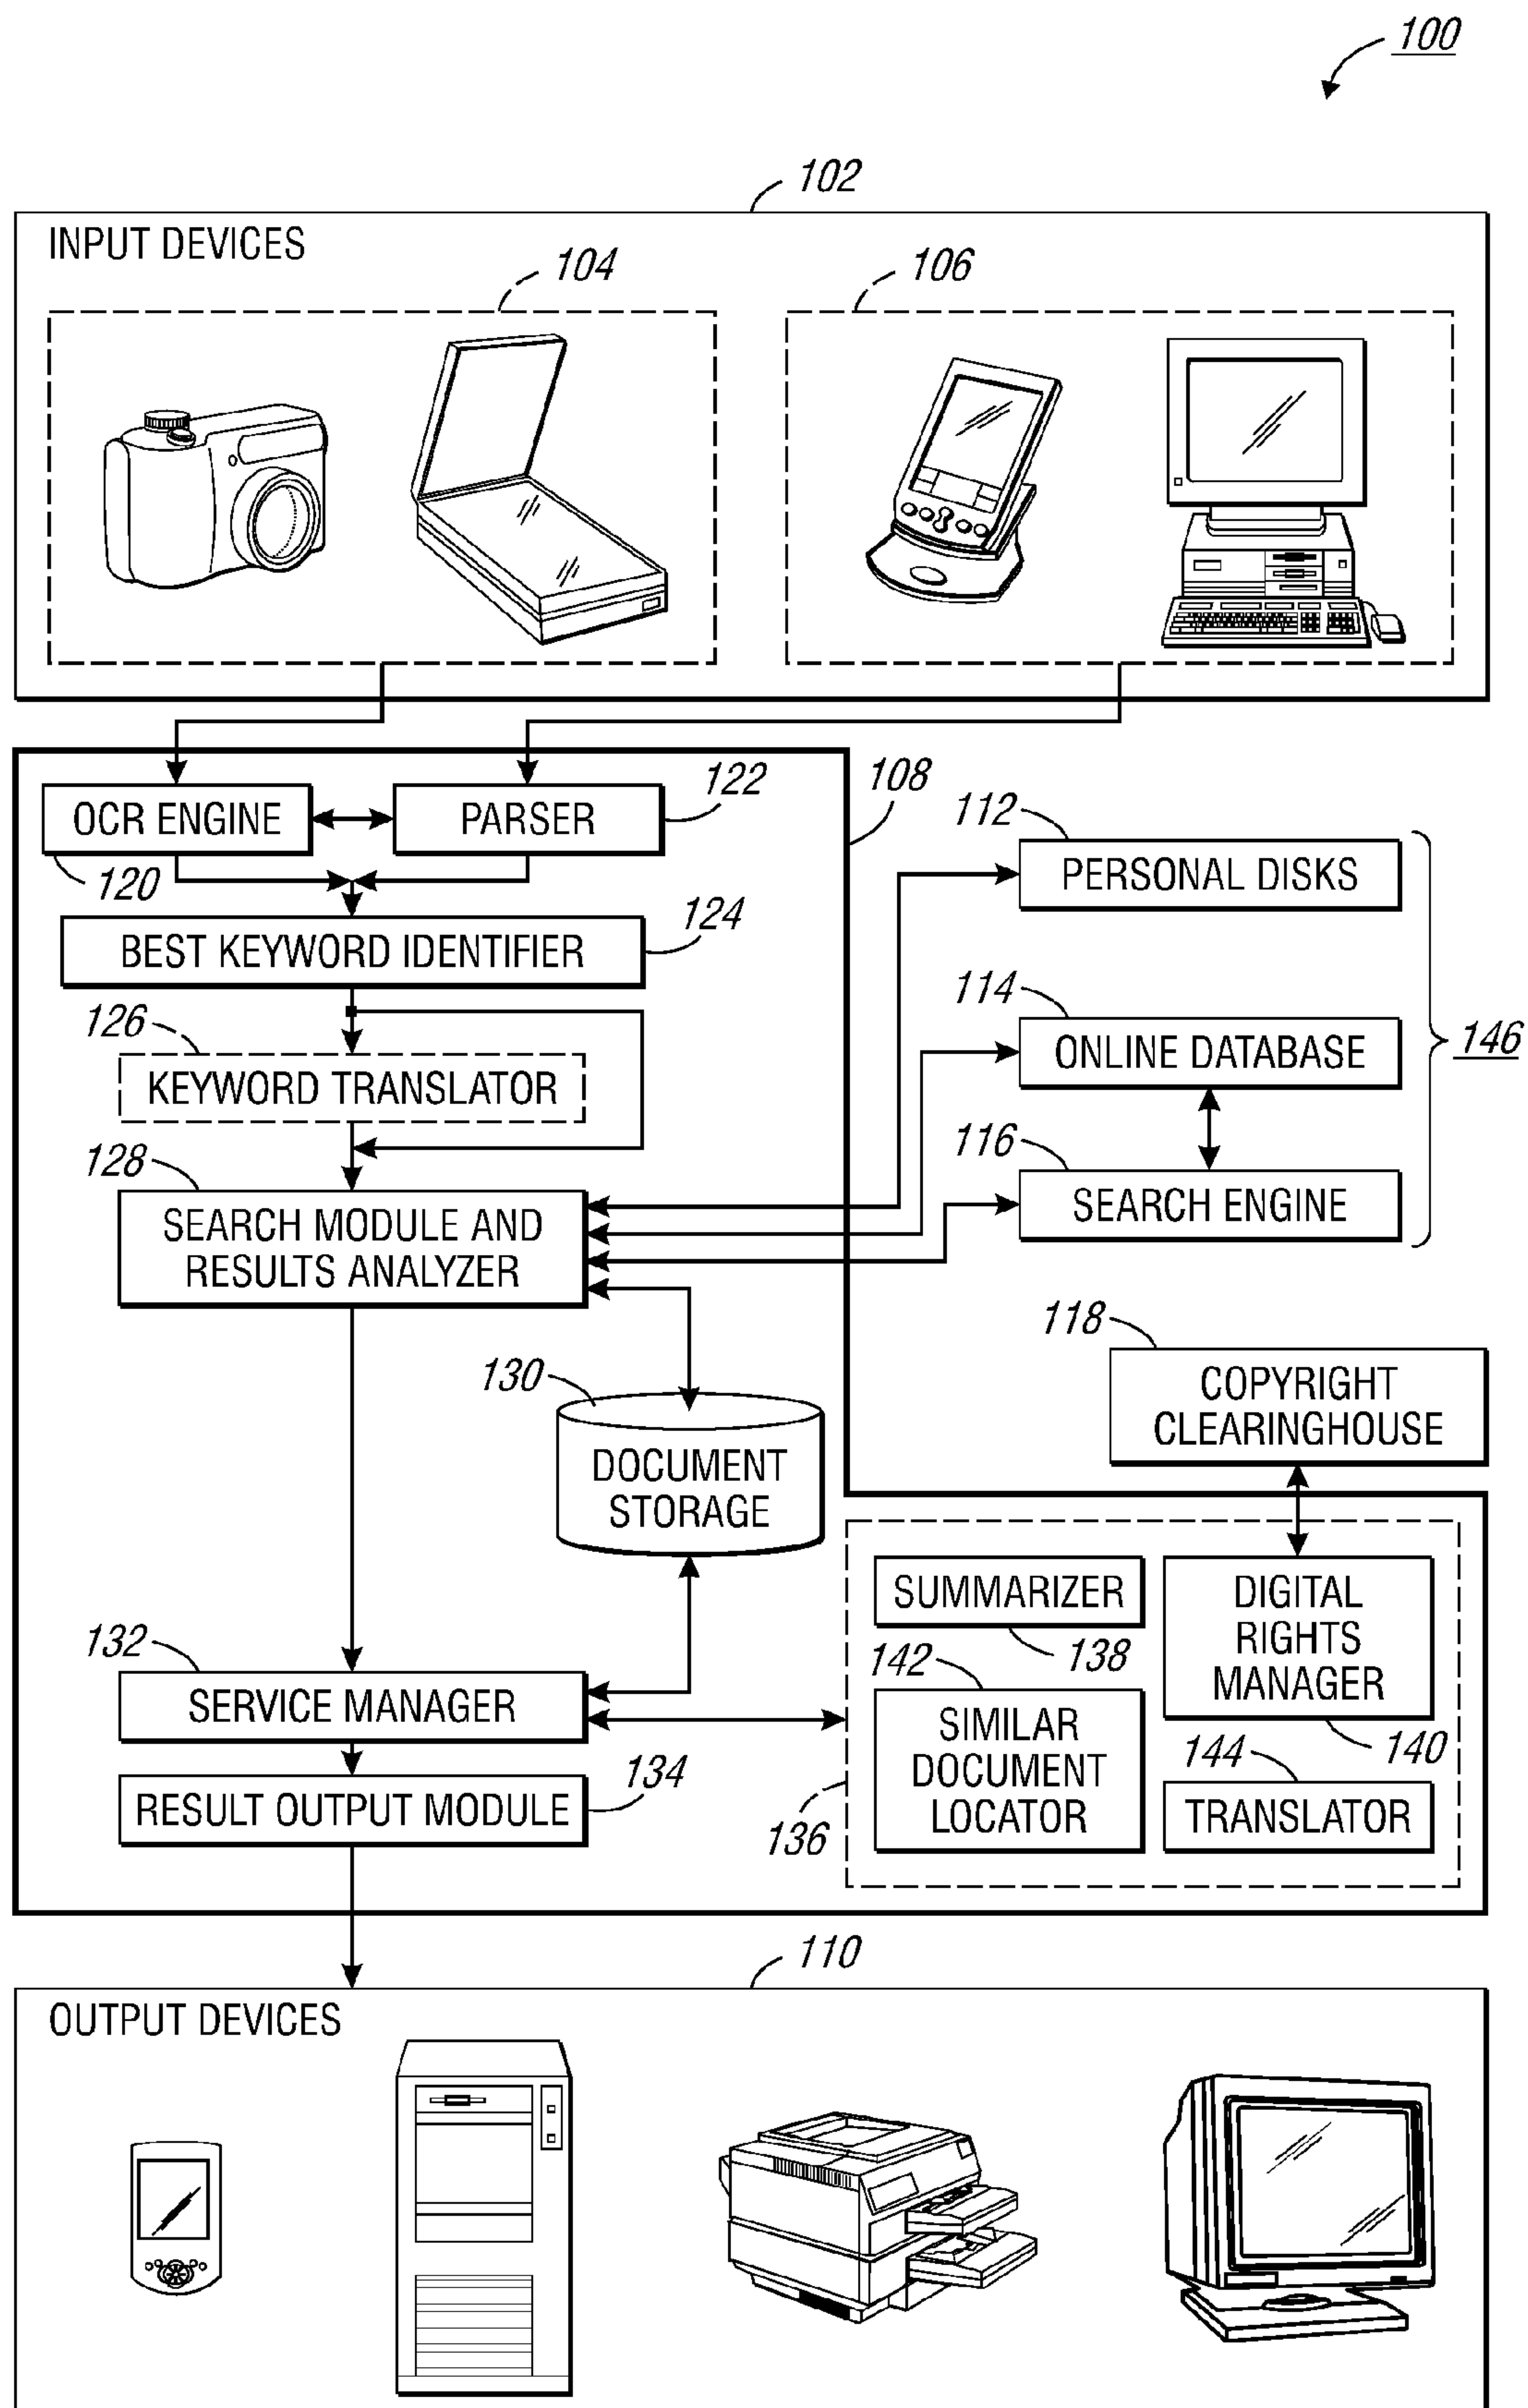 100
102
INPUT DEVICES
104
106
108
OCR ENGINE
120
PARSER
122
112
PERSONAL DISKS
BEST KEYWORD IDENTIFIER
124
114
ONLINE DATABASE
146
126
KEYWORD TRANSLATOR
116
SEARCH ENGINE
128
SEARCH MODULE AND
RESULTS ANALYZER
118
COPYRIGHT
CLEARINGHOUSE
130
DOCUMENT
STORAGE
SUMMARIZER
138
DIGITAL
RIGHTS
MANAGER
140
132
SERVICE MANAGER
142
SIMILAR
DOCUMENT
LOCATOR
144
TRANSLATOR
134
RESULT OUTPUT MODULE
136
110
OUTPUT DEVICES